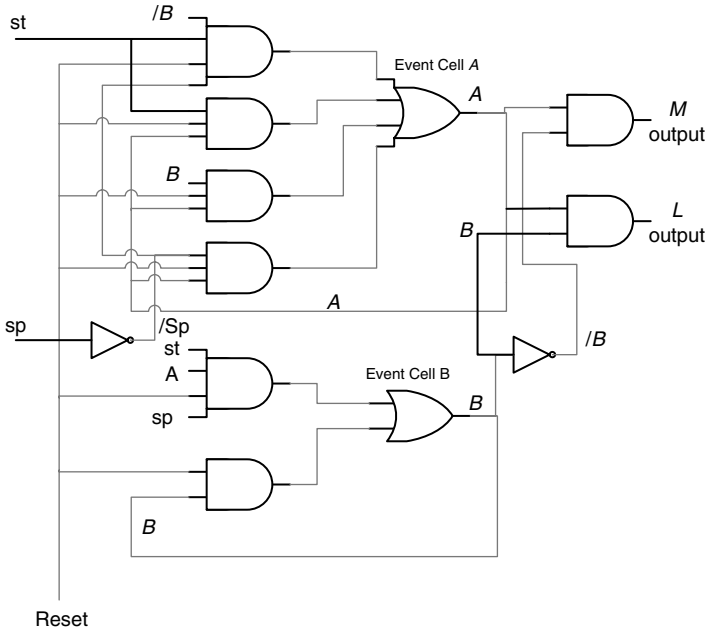 /B
st
Event Cell A
A
M
output
B
L
output
B
A
sp
/Sp
/B
st
A
Event Cell B
B
sp
B
Reset